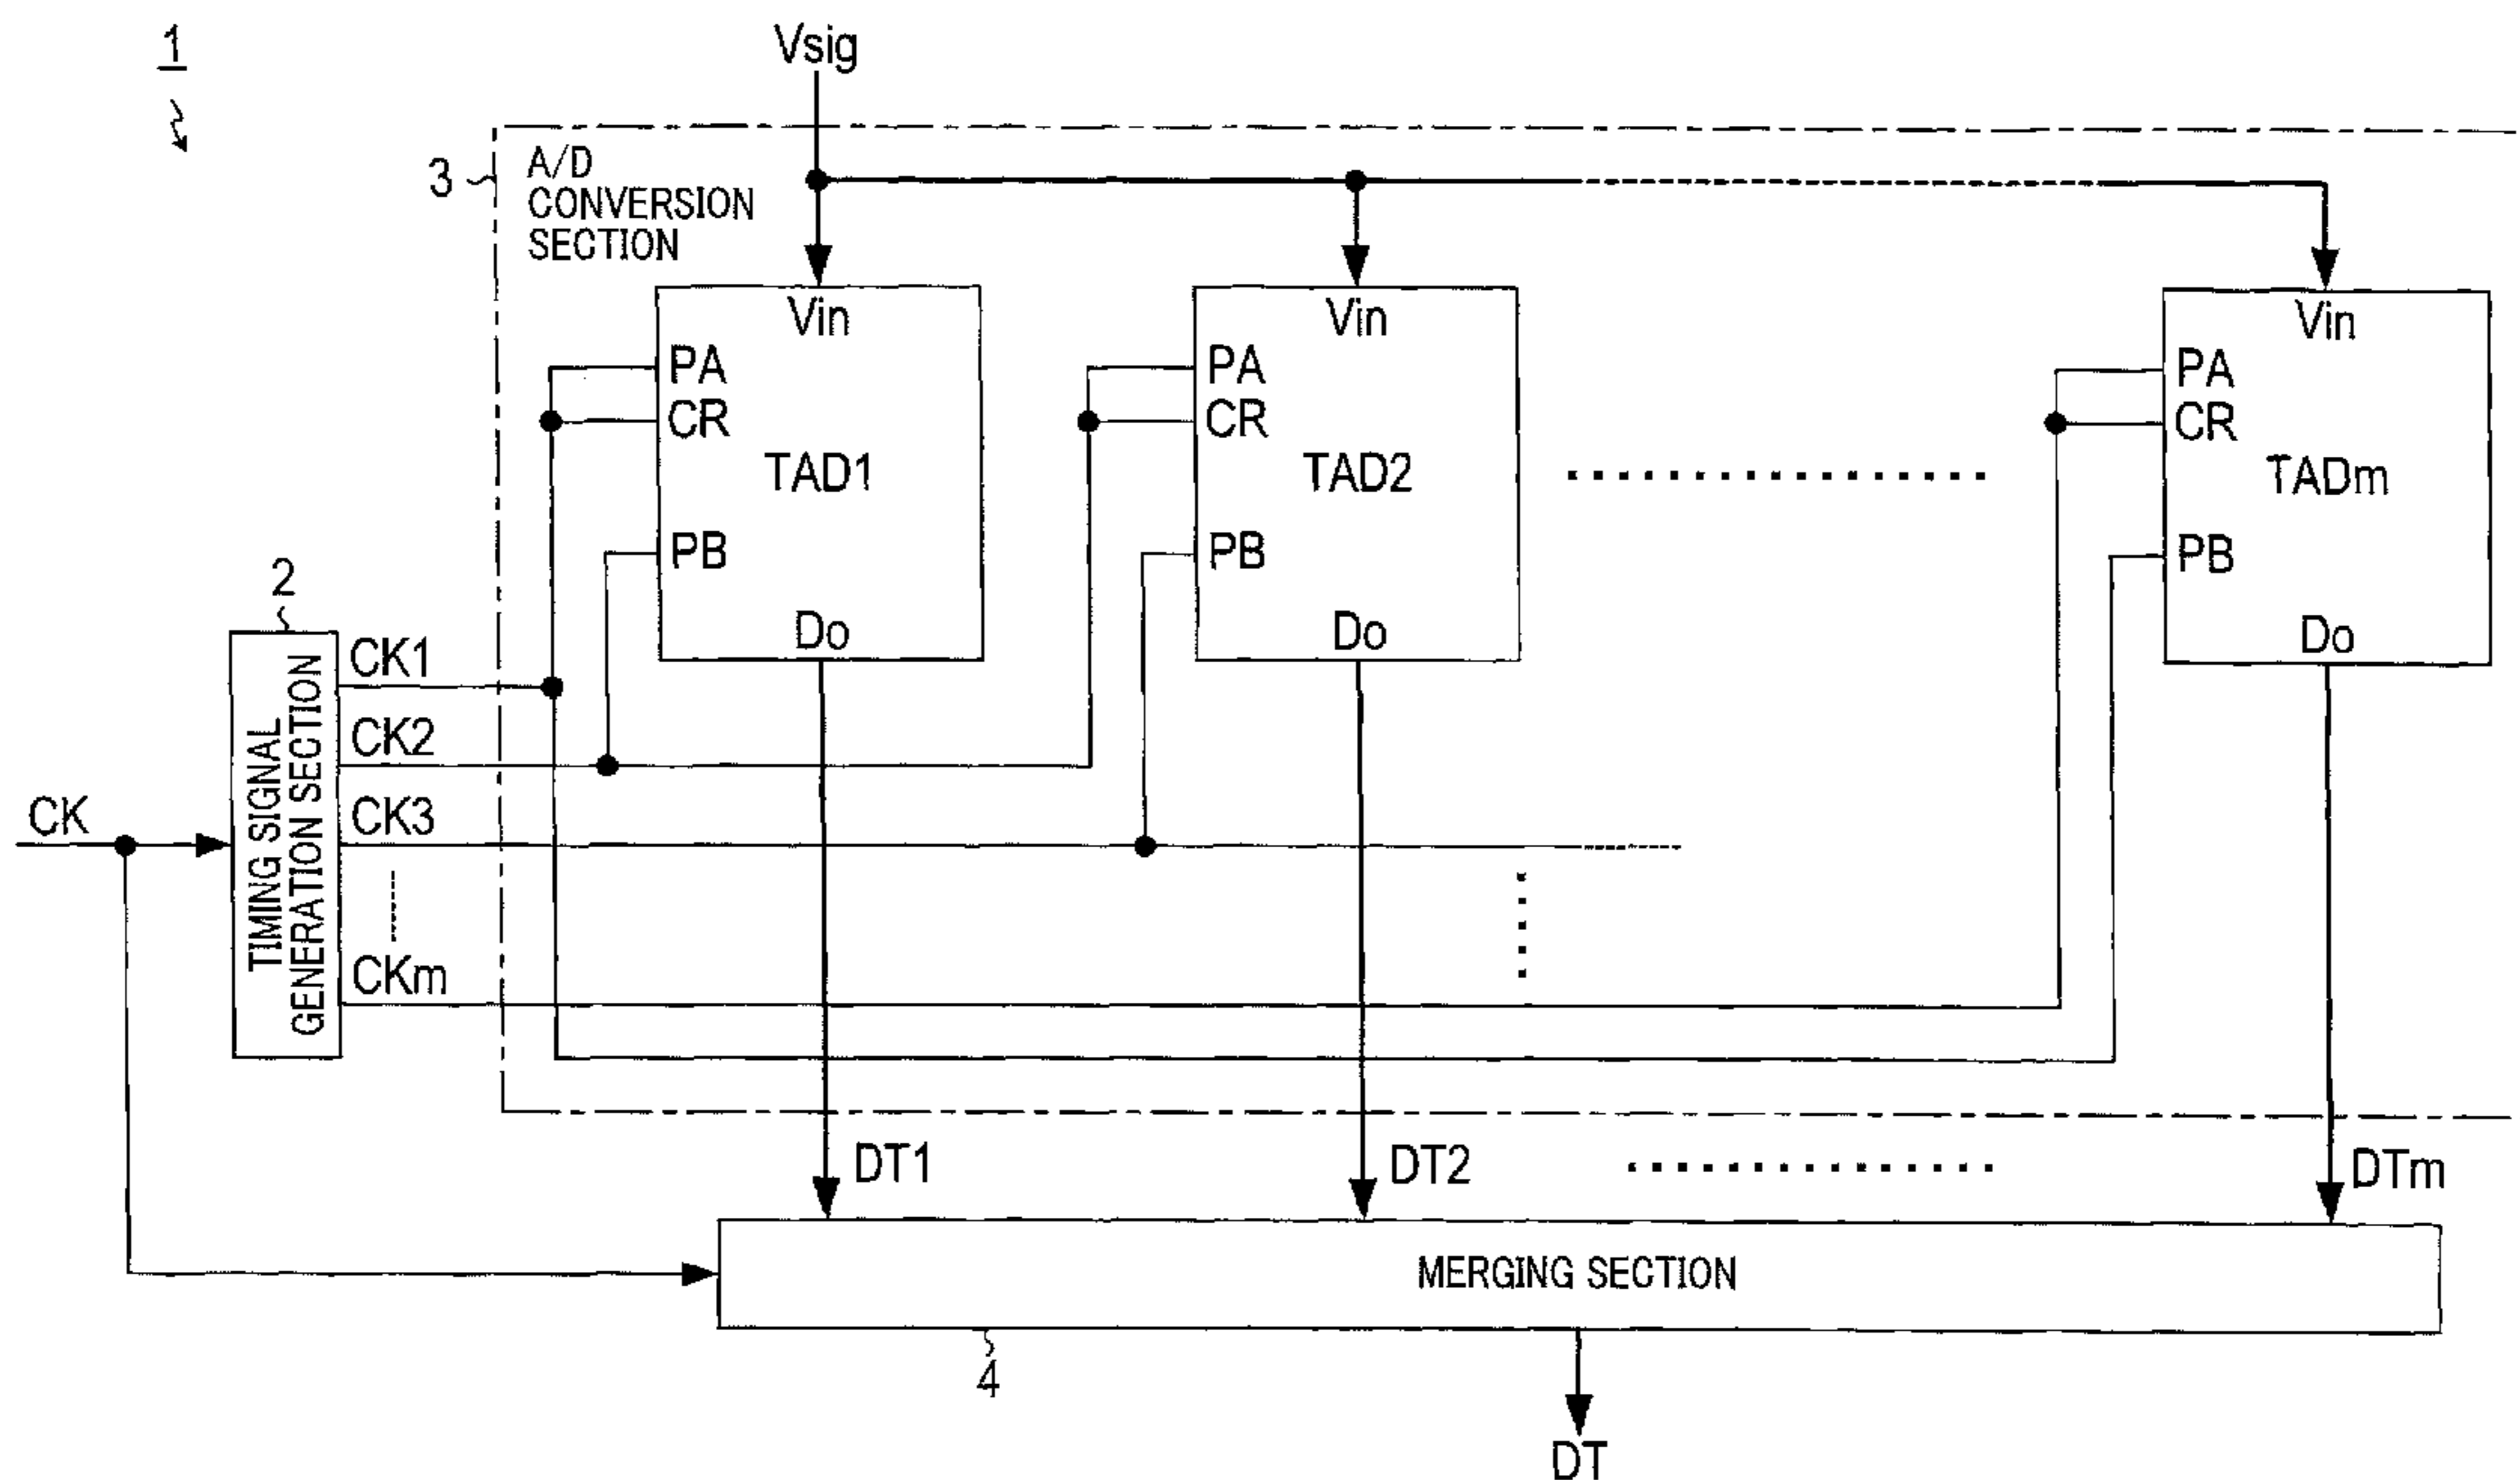 1
Vsig
3
A/D
CONVERSION
SECTION
Vin
PA
CR
TAD1
PB
Do
Vin
PA
CR
TAD2
PB
Do
Vin
PA
CR
TADm
PB
Do
2
TIMING SIGNAL
GENERATION SECTION
CK
CK1
CK2
CK3
CKm
DT1
DT2
DTm
MERGING SECTION
4
DT